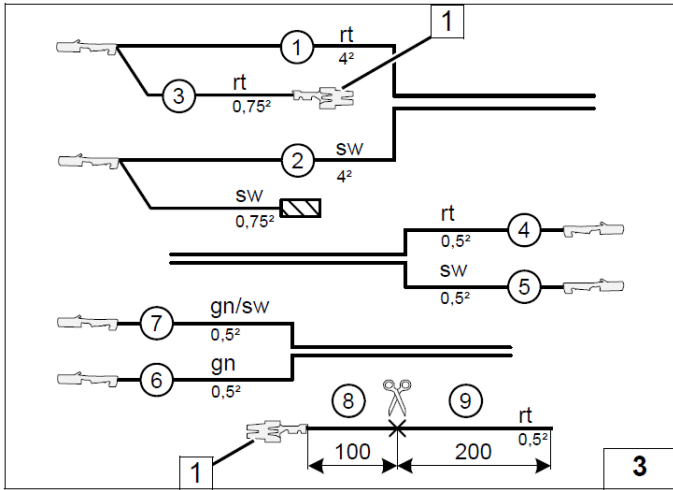 1 rt 1
4²
3 rt
0,75²
2 sw
4²
sw
0,75²
rt 4
0,5²
sw 5
0,5²
7 gn/sw
0,5²
6 gn
0,5²
8 9
rt
0,5²
100 200
1
3